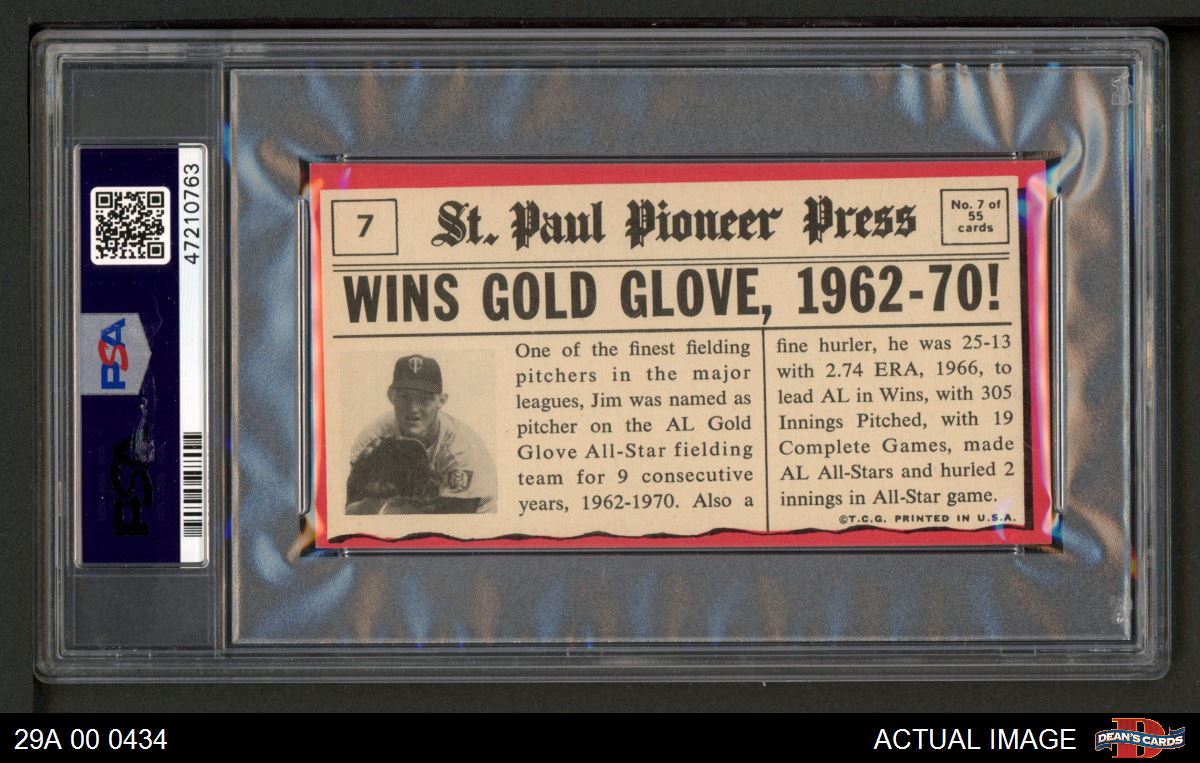 47210763
PSA
PSA
7
St. Paul Pioneer Press
No. 7 of
55
cards
WINS GOLD GLOVE, 1962-70!
One of the finest fielding
pitchers in the major
leagues, Jim was named as
pitcher on the AL Gold
Glove All-Star fielding
team for 9 consecutive
years, 1962-1970. Also a
fine hurler, he was 25-13
with 2.74 ERA, 1966, to
lead AL in Wins, with 305
Innings Pitched, with 19
Complete Games, made
AL All-Stars and hurled 2
innings in All-Star game.
©T.C.G. PRINTED IN U.S.A.
29A 00 0434
ACTUAL IMAGE
DEAN'S CARDS